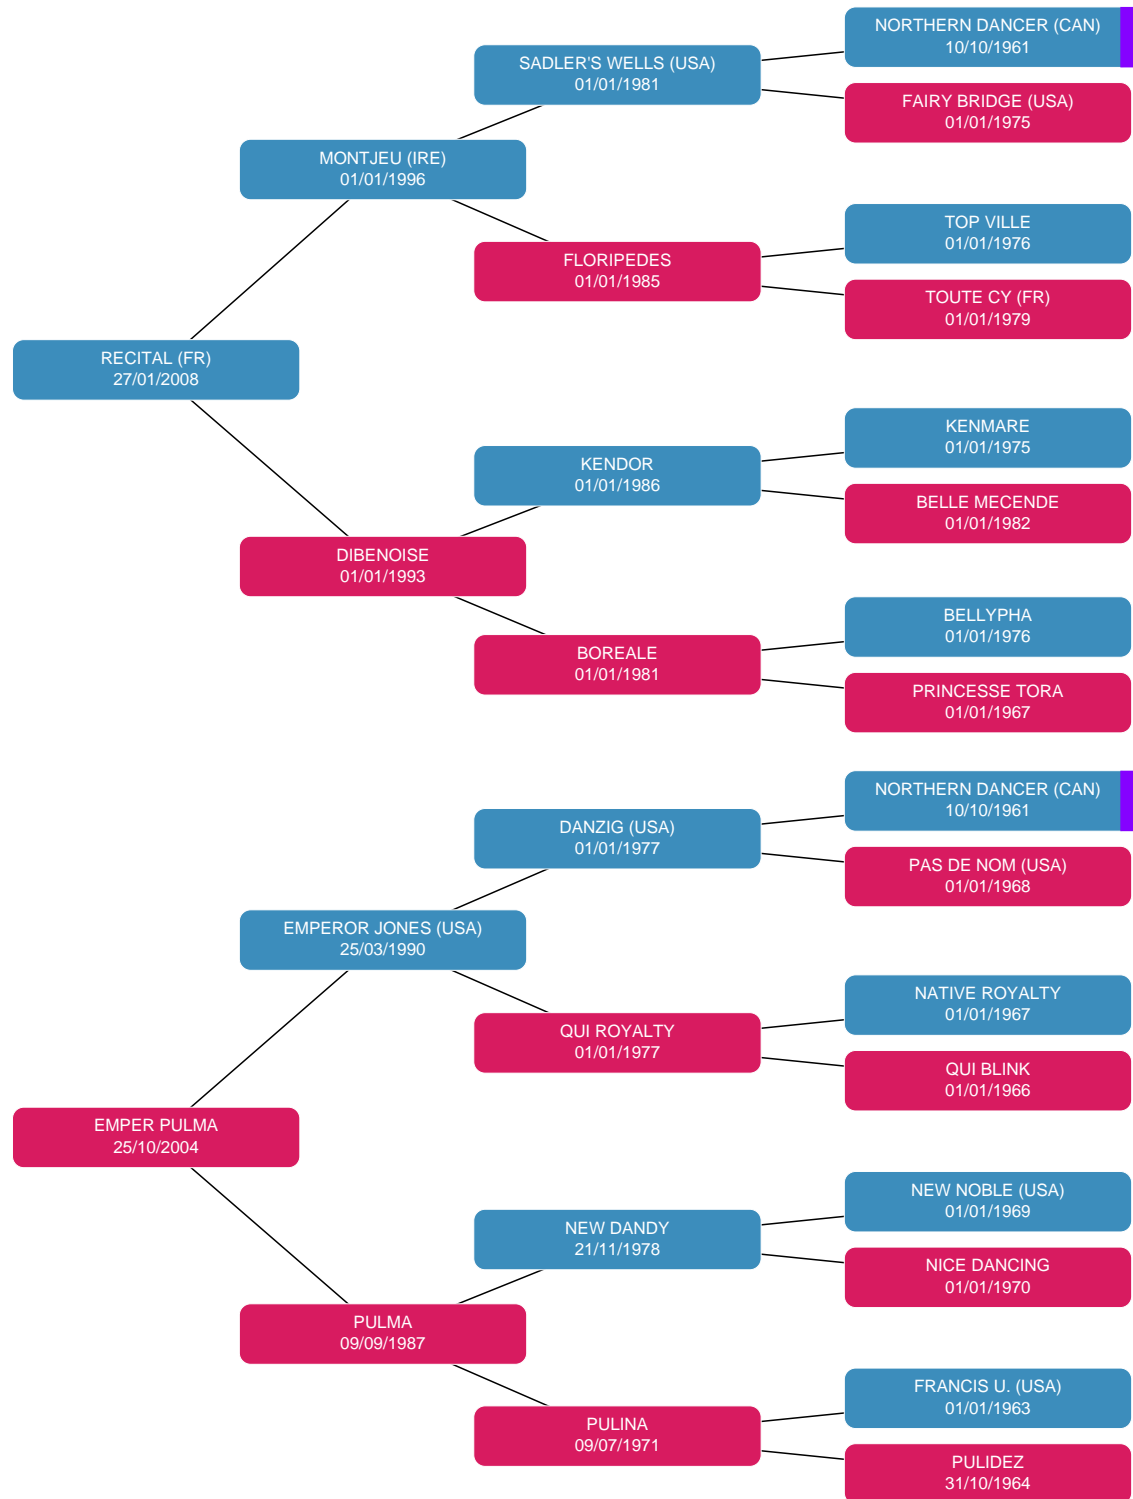 NORTHERN DANCER (CAN)
10/10/1961
SADLER'S WELLS (USA)
01/01/1981
FAIRY BRIDGE (USA)
01/01/1975
MONTJEU (IRE)
01/01/1996
TOP VILLE
01/01/1976
FLORIPEDES
01/01/1985
TOUTE CY (FR)
01/01/1979
RECITAL (FR)
27/01/2008
KENMARE
01/01/1975
KENDOR
01/01/1986
BELLE MECENDE
01/01/1982
DIBENOISE
01/01/1993
BELLYPHA
01/01/1976
BOREALE
01/01/1981
PRINCESSE TORA
01/01/1967
NORTHERN DANCER (CAN)
10/10/1961
DANZIG (USA)
01/01/1977
PAS DE NOM (USA)
01/01/1968
EMPEROR JONES (USA)
25/03/1990
NATIVE ROYALTY
01/01/1967
QUI ROYALTY
01/01/1977
QUI BLINK
01/01/1966
EMPER PULMA
25/10/2004
NEW NOBLE (USA)
01/01/1969
NEW DANDY
21/11/1978
NICE DANCING
01/01/1970
PULMA
09/09/1987
FRANCIS U. (USA)
01/01/1963
PULINA
09/07/1971
PULIDEZ
31/10/1964